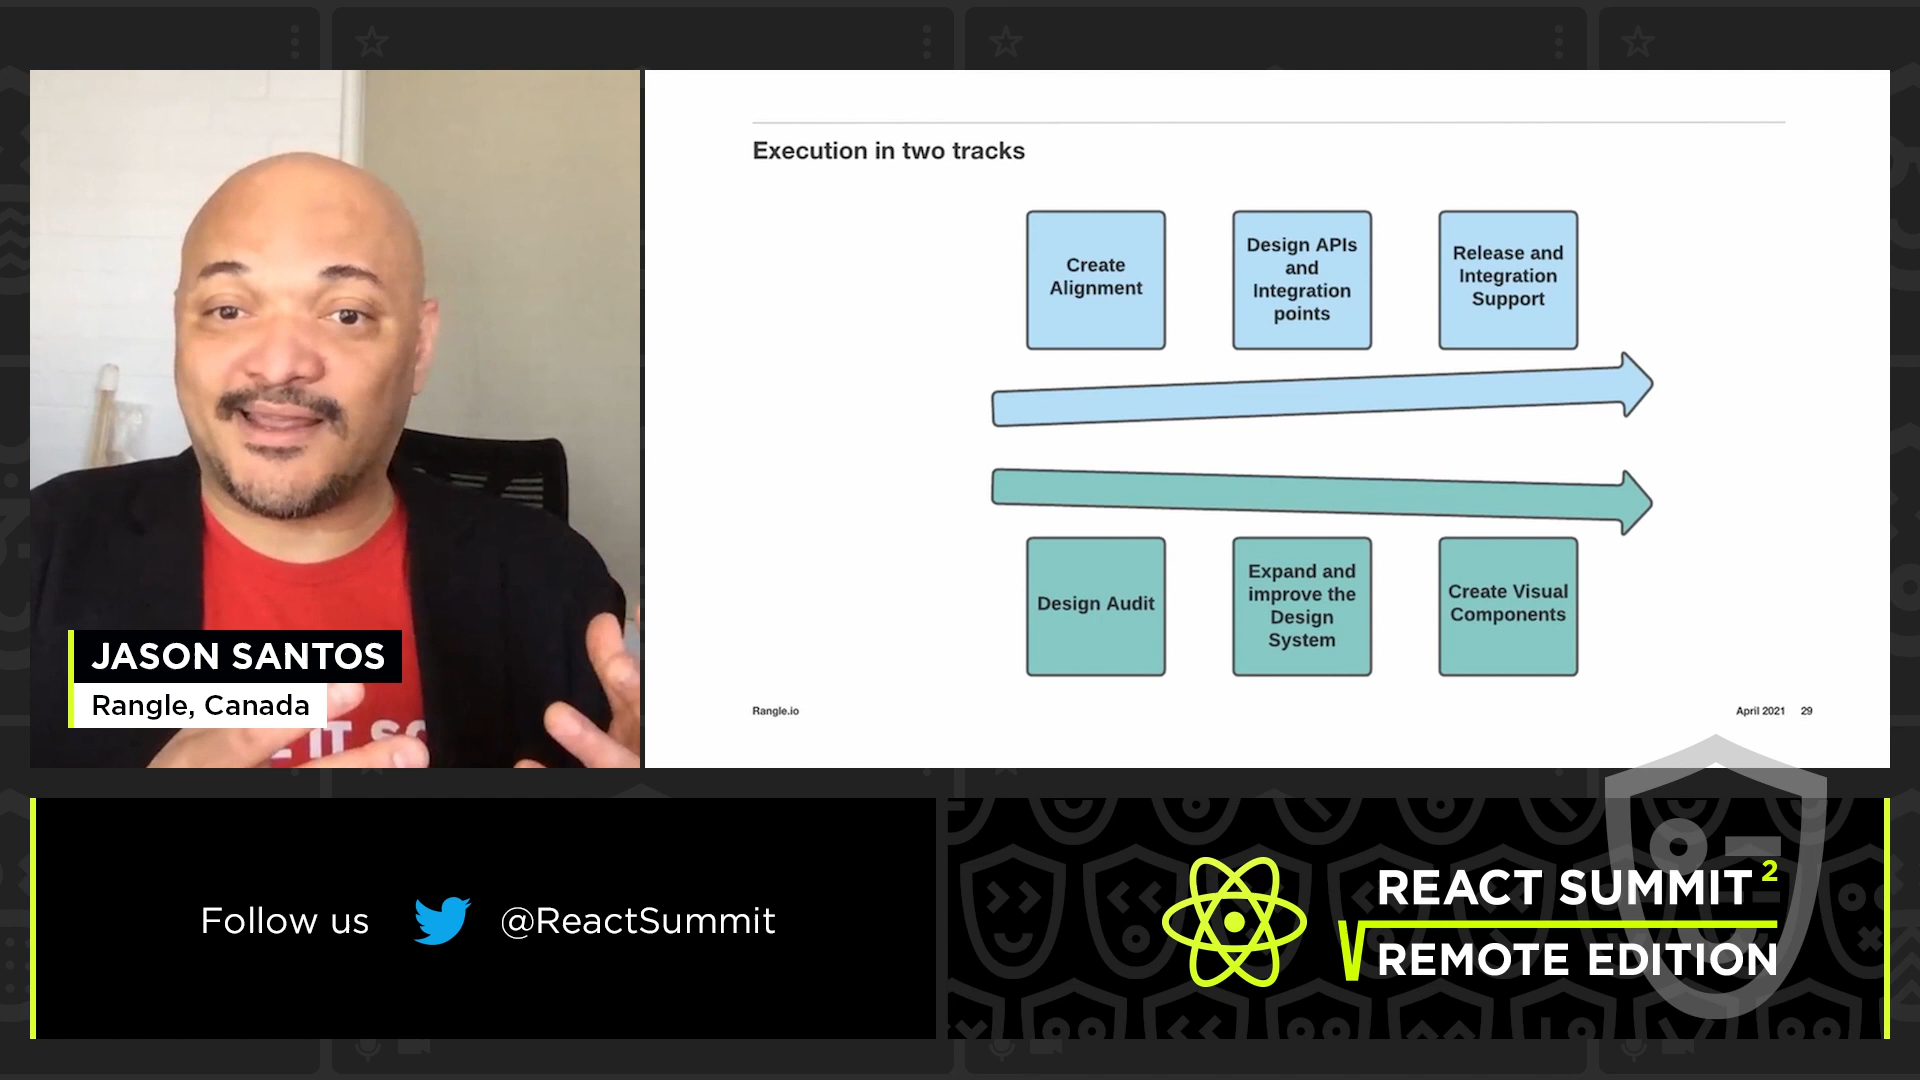 Execution in two tracks
Create
Alignment
Design APIs
and
Integration
points
Release and
Integration
Support
Design Audit
Expand and
improve the
Design
System
Create Visual
Components
Rangle.io
April 2021 29
JASON SANTOS
Rangle, Canada
IT SO
Follow us @ReactSummit
REACT SUMMIT 2
REMOTE EDITION